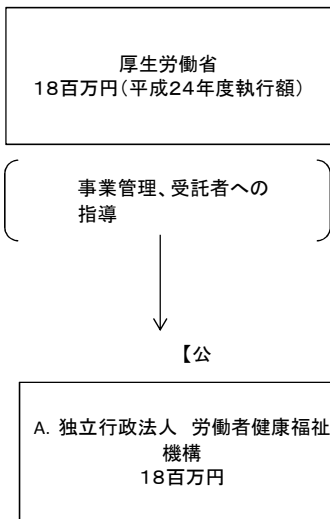 厚生労働省
18百万円(平成24年度執行額)
事業管理、受託者への
指導
【公
A. 独立行政法人 労働者健康福祉
機構
18百万円